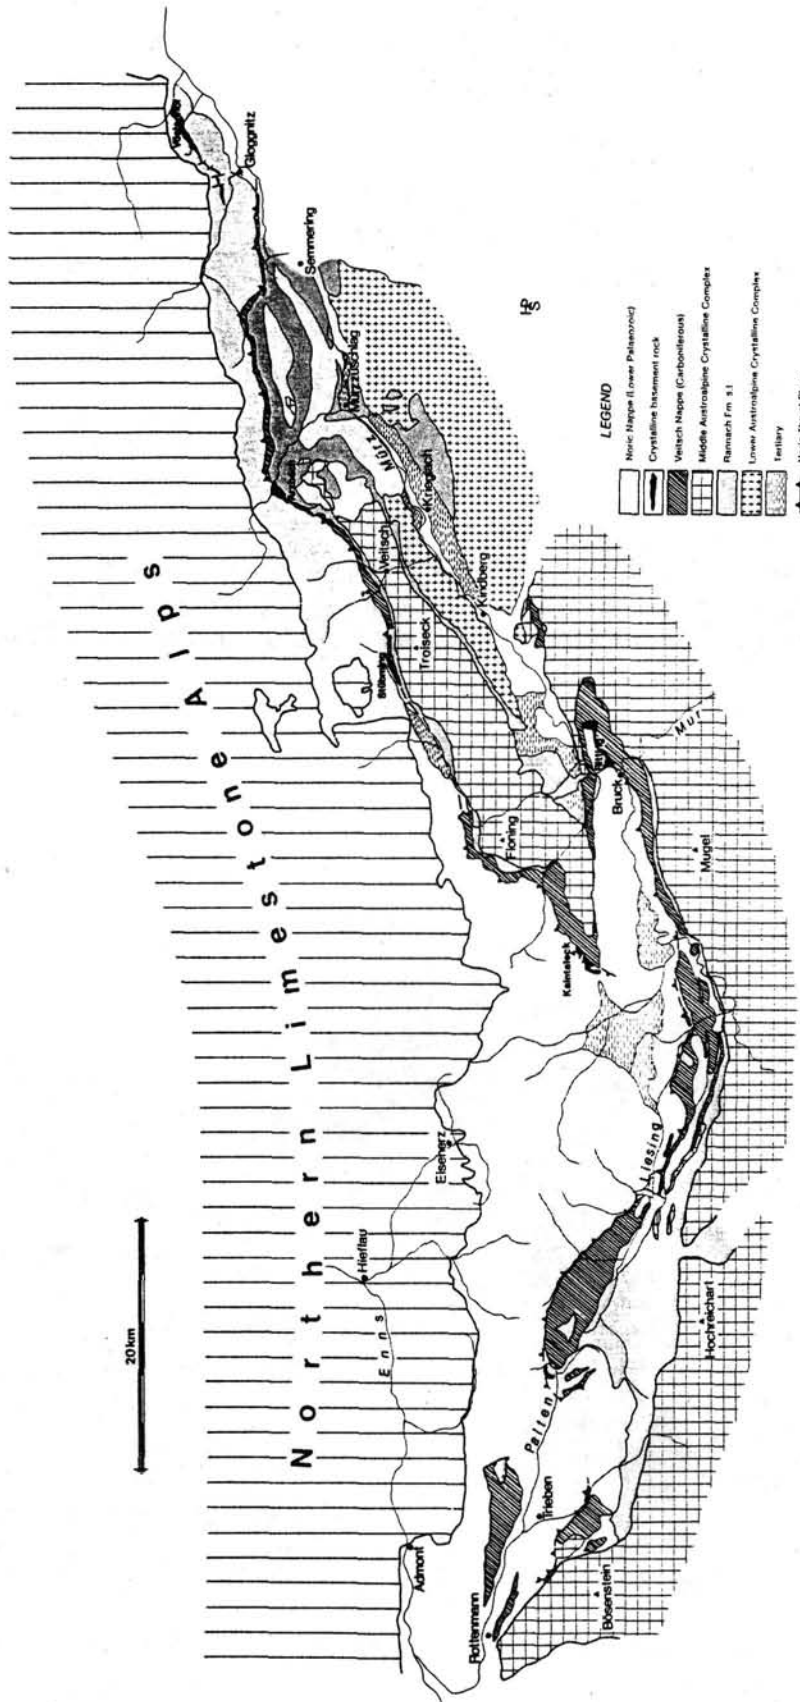 Northern Limestone Alps
20km
Enns
Hieflau
Eisenerz
Admont
Rottenmann
Trieben
Bösenstein
Palten
Liesing
Hochreichart
Kaintaleck
Floning
Bruck
Mugel
Mur
Trofseck
Veitsch
Kindberg
Krieglach
Mürz
Mürzzuschlag
Semmering
Gloggnitz
LEGEND
Noric Nappe (Lower Palaeozoic)
Crystalline basement rock
Veitsch Nappe (Carboniferous)
Middle Austroalpine Crystalline Complex
Rannach Fm s.l
Lower Austroalpine Crystalline Complex
Tertiary